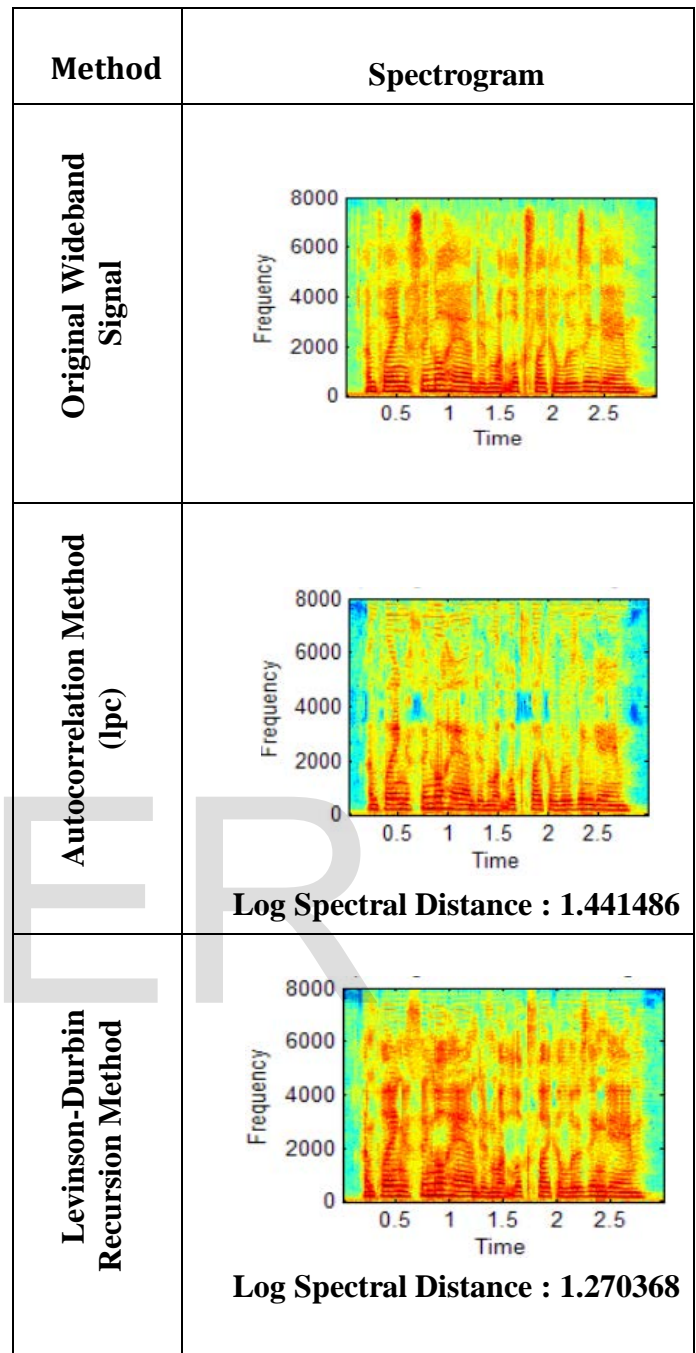 Method
Spectrogram
Original Wideband
Signal
8000
6000
4000
2000
0
Frequency
0.5 1 1.5 2 2.5
Time
Autocorrelation Method
(lpc)
8000
6000
4000
2000
0
Frequency
0.5 1 1.5 2 2.5
Time
Log Spectral Distance : 1.441486
Levinson-Durbin
Recursion Method
8000
6000
4000
2000
0
Frequency
0.5 1 1.5 2 2.5
Time
Log Spectral Distance : 1.270368
ER